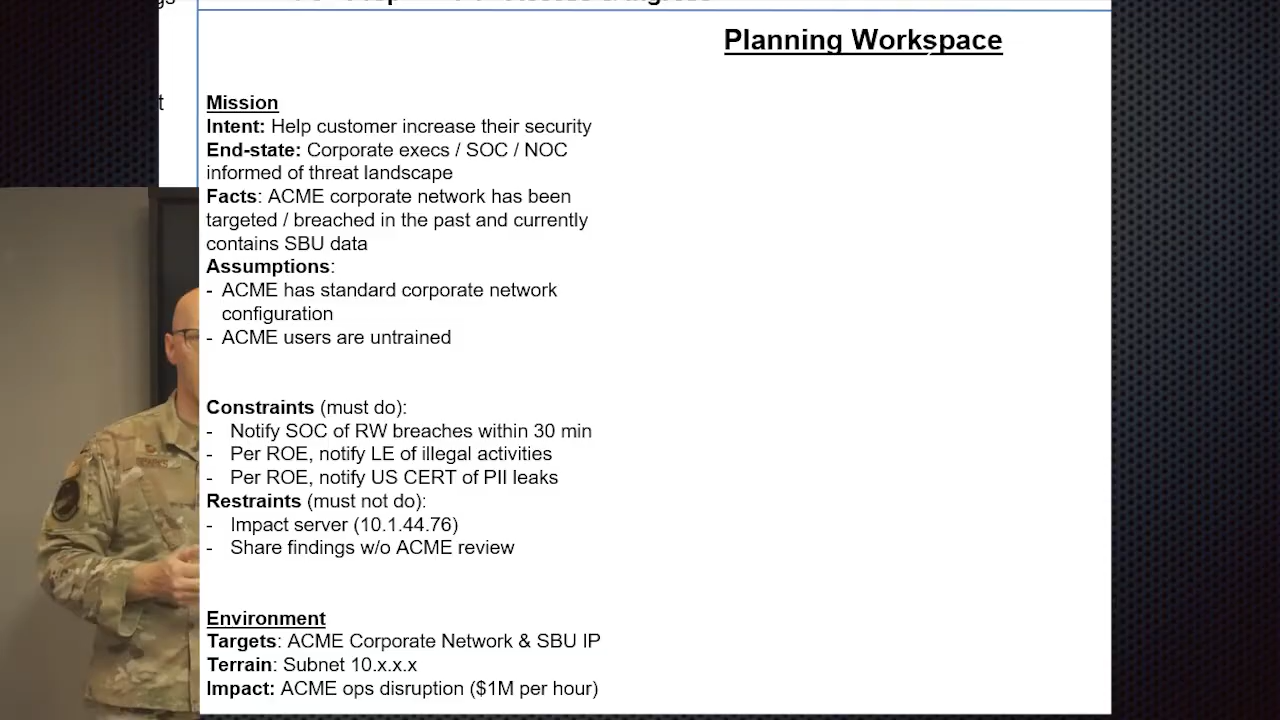 Planning Workspace
Mission
Intent: Help customer increase their security
End-state: Corporate execs / SOC / NOC
informed of threat landscape
Facts: ACME corporate network has been
targeted / breached in the past and currently
contains SBU data
Assumptions:
- ACME has standard corporate network
configuration
- ACME users are untrained
Constraints (must do):
- Notify SOC of RW breaches within 30 min
- Per ROE, notify LE of illegal activities
- Per ROE, notify US CERT of PII leaks
Restraints (must not do):
- Impact server (10.1.44.76)
- Share findings w/o ACME review
Environment
Targets: ACME Corporate Network & SBU IP
Terrain: Subnet 10.x.x.x
Impact: ACME ops disruption ($1M per hour)